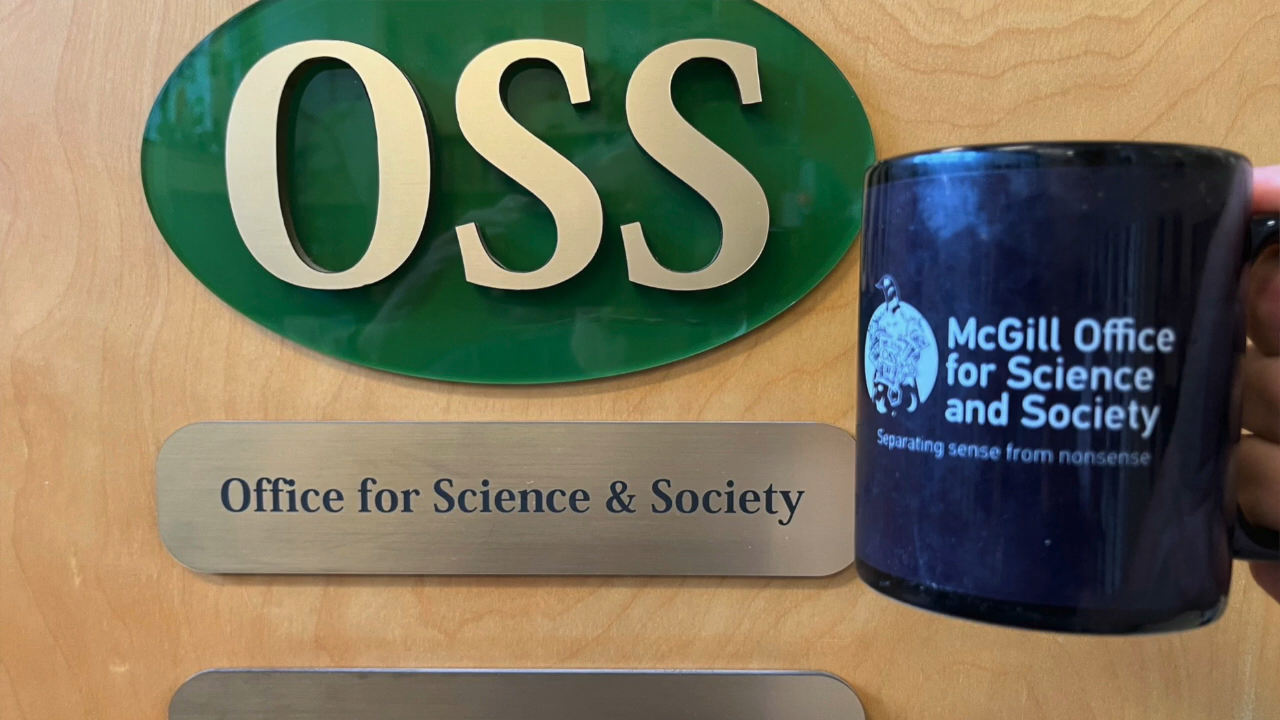 OSS
Office for Science & Society
McGill Office
for Science
and Society
Separating sense from nonsense